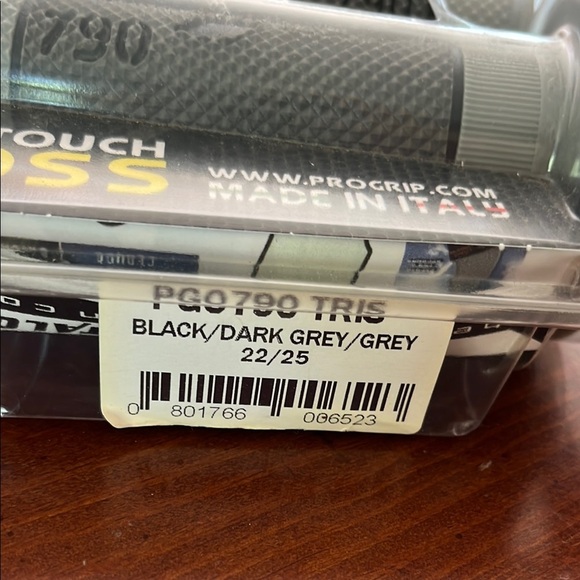 790
TOUCH
OSS
WWW.PROGRIP.COM
MADE IN ITALY
PG0790 TRIS
BLACK/DARK GREY/GREY
22/25
0 801766 006523